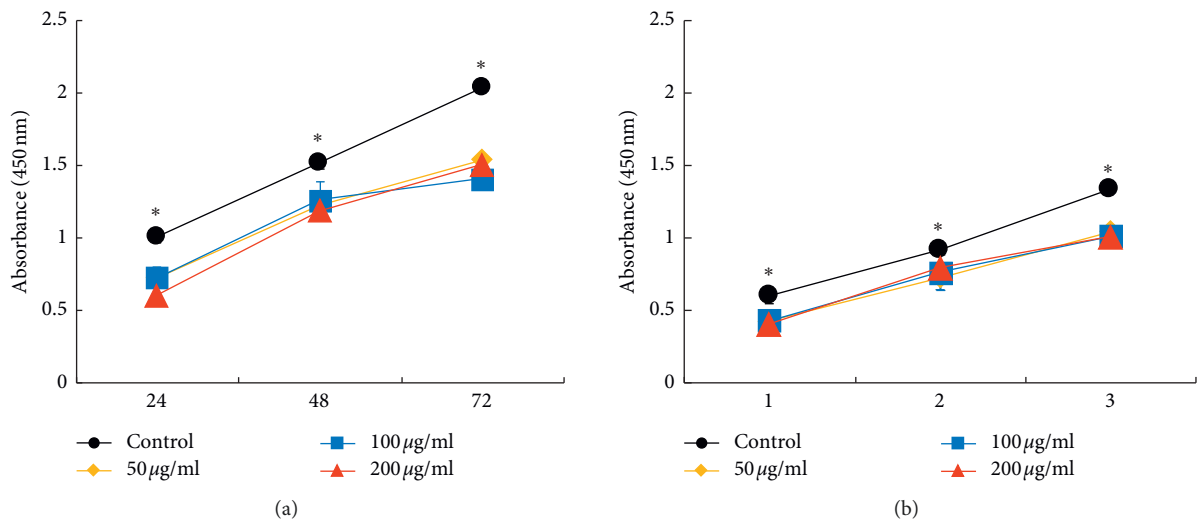 2.5
2
1.5
1
0.5
0
Absorbance (450 nm)
*
*
*
24
48
72
Control
50 μg/ml
100 μg/ml
200 μg/ml
(a)
2.5
2
1.5
1
0.5
0
Absorbance (450 nm)
*
*
*
1
2
3
Control
50 μg/ml
100 μg/ml
200 μg/ml
(b)